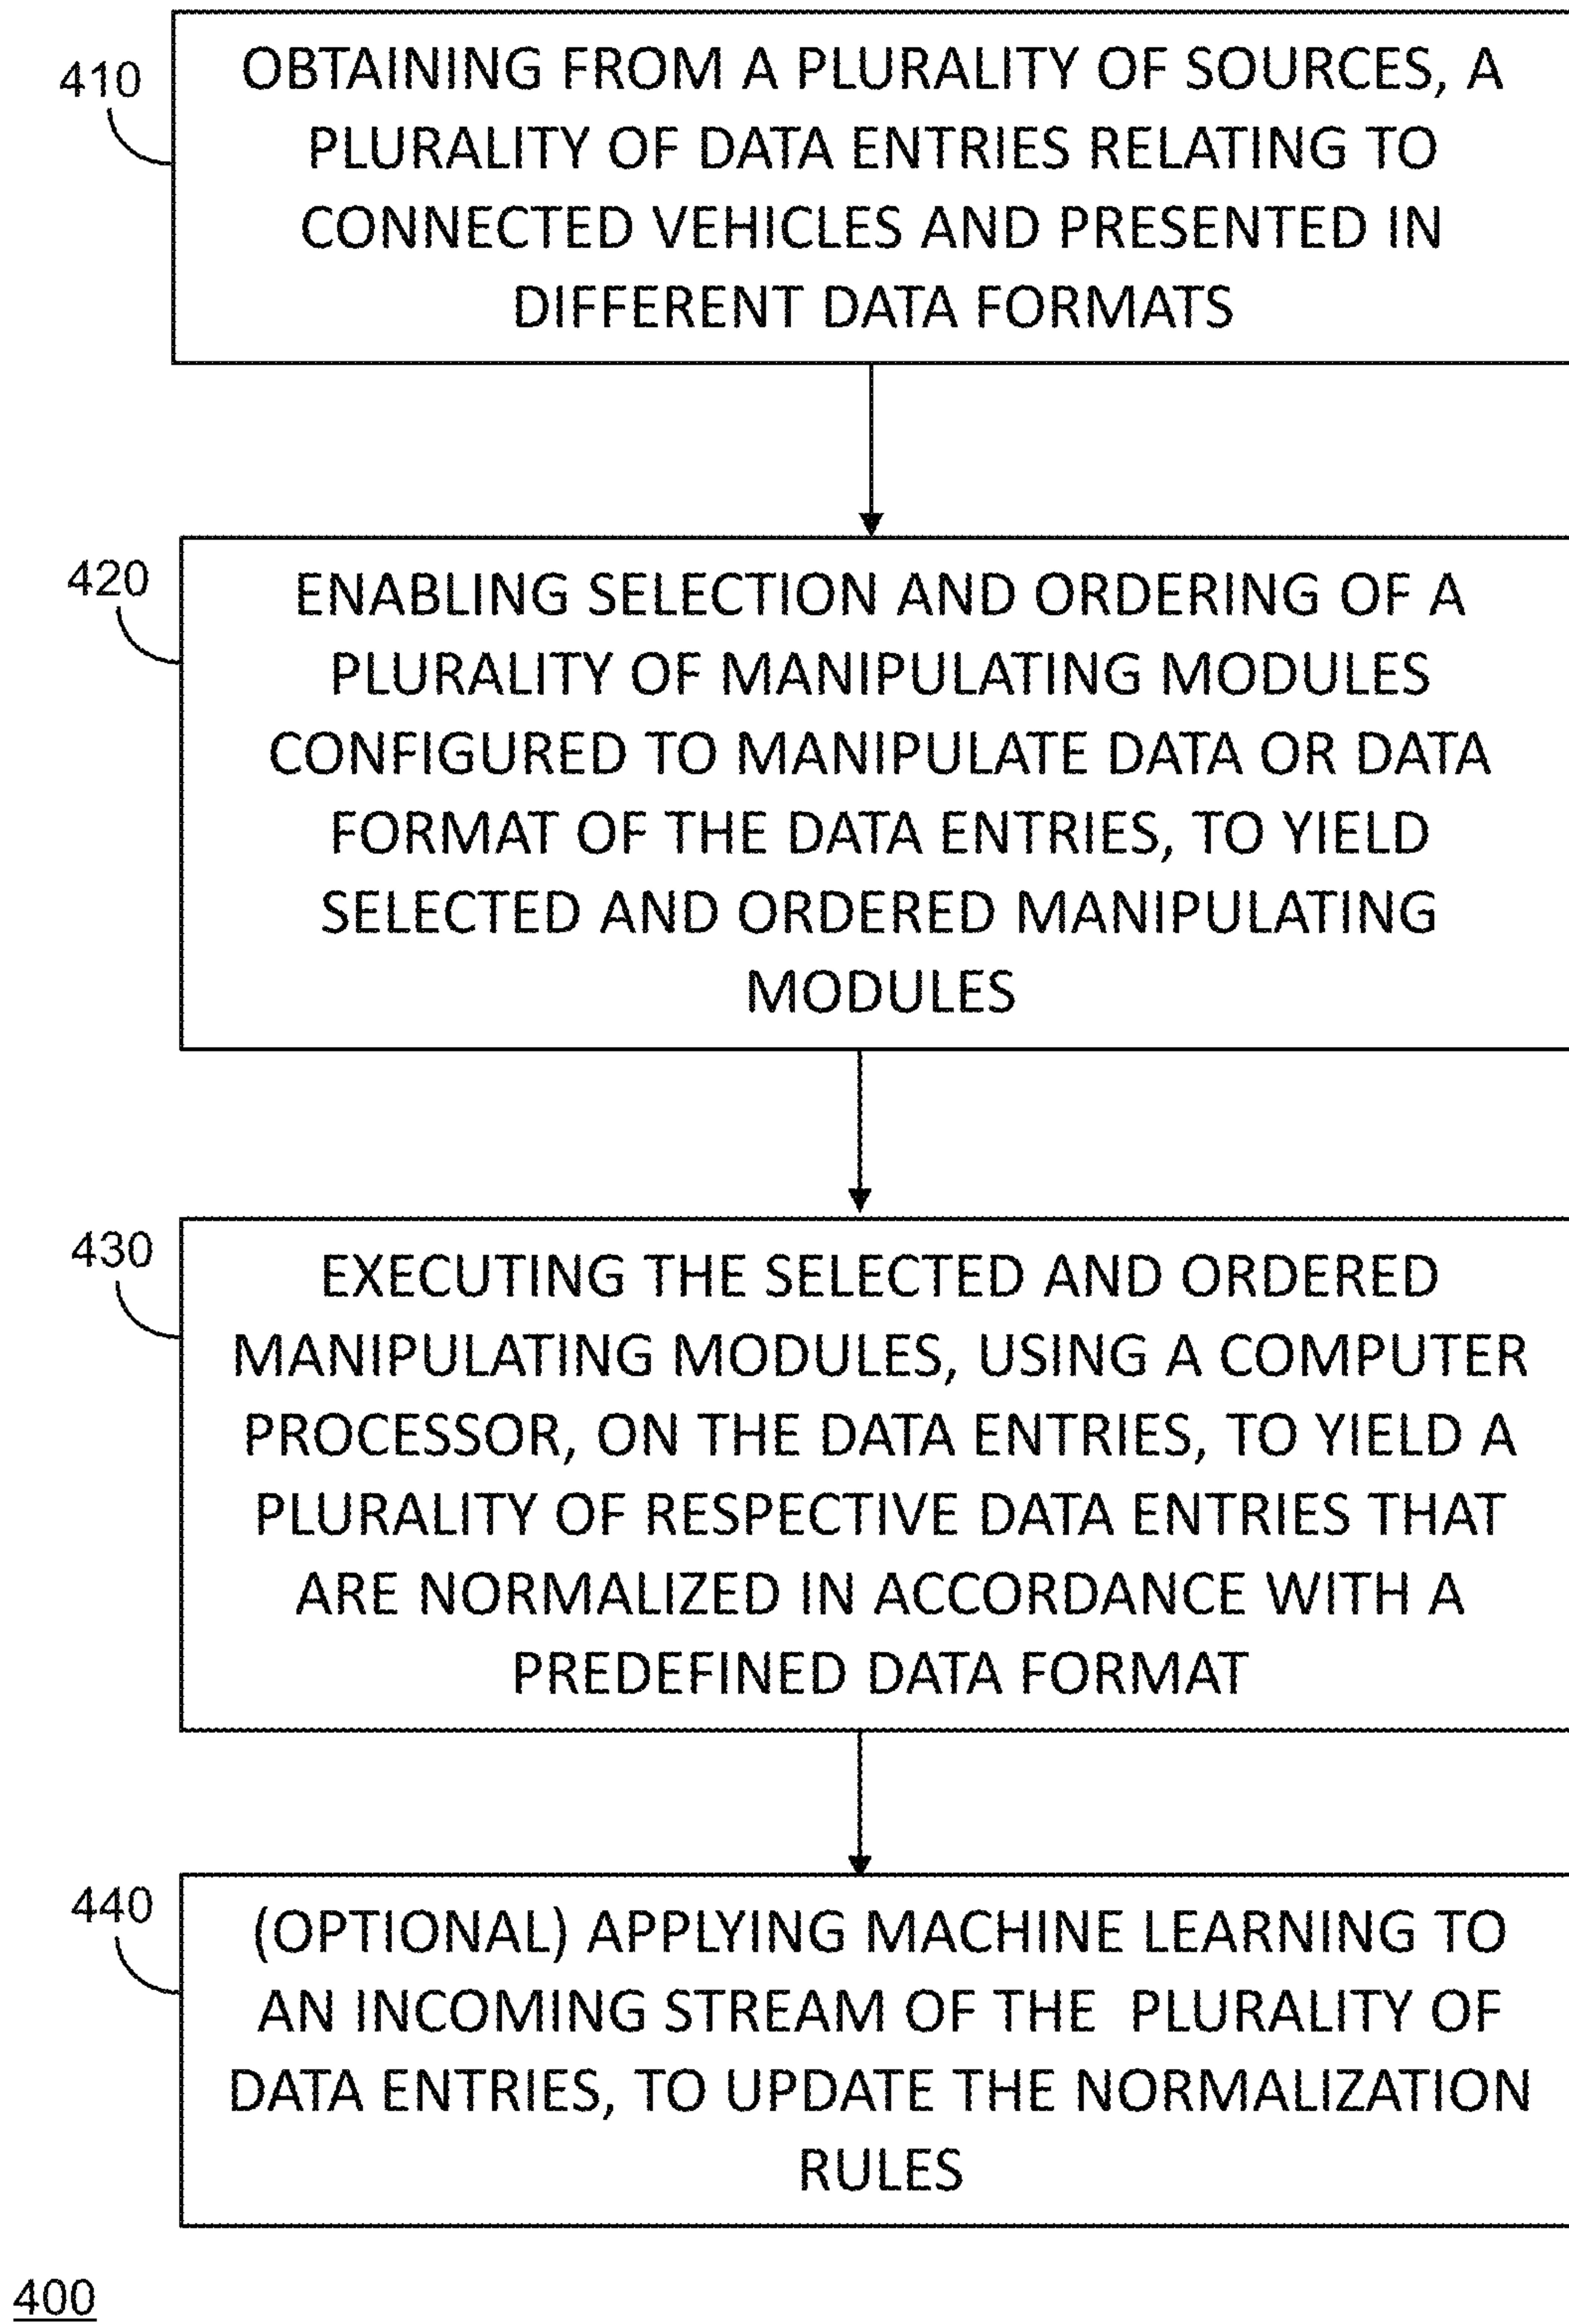 410
OBTAINING FROM A PLURALITY OF SOURCES, A
PLURALITY OF DATA ENTRIES RELATING TO
CONNECTED VEHICLES AND PRESENTED IN
DIFFERENT DATA FORMATS
420
ENABLING SELECTION AND ORDERING OF A
PLURALITY OF MANIPULATING MODULES
CONFIGURED TO MANIPULATE DATA OR DATA
FORMAT OF THE DATA ENTRIES, TO YIELD
SELECTED AND ORDERED MANIPULATING
MODULES
430
EXECUTING THE SELECTED AND ORDERED
MANIPULATING MODULES, USING A COMPUTER
PROCESSOR, ON THE DATA ENTRIES, TO YIELD A
PLURALITY OF RESPECTIVE DATA ENTRIES THAT
ARE NORMALIZED IN ACCORDANCE WITH A
PREDEFINED DATA FORMAT
440
(OPTIONAL) APPLYING MACHINE LEARNING TO
AN INCOMING STREAM OF THE PLURALITY OF
DATA ENTRIES, TO UPDATE THE NORMALIZATION
RULES
400